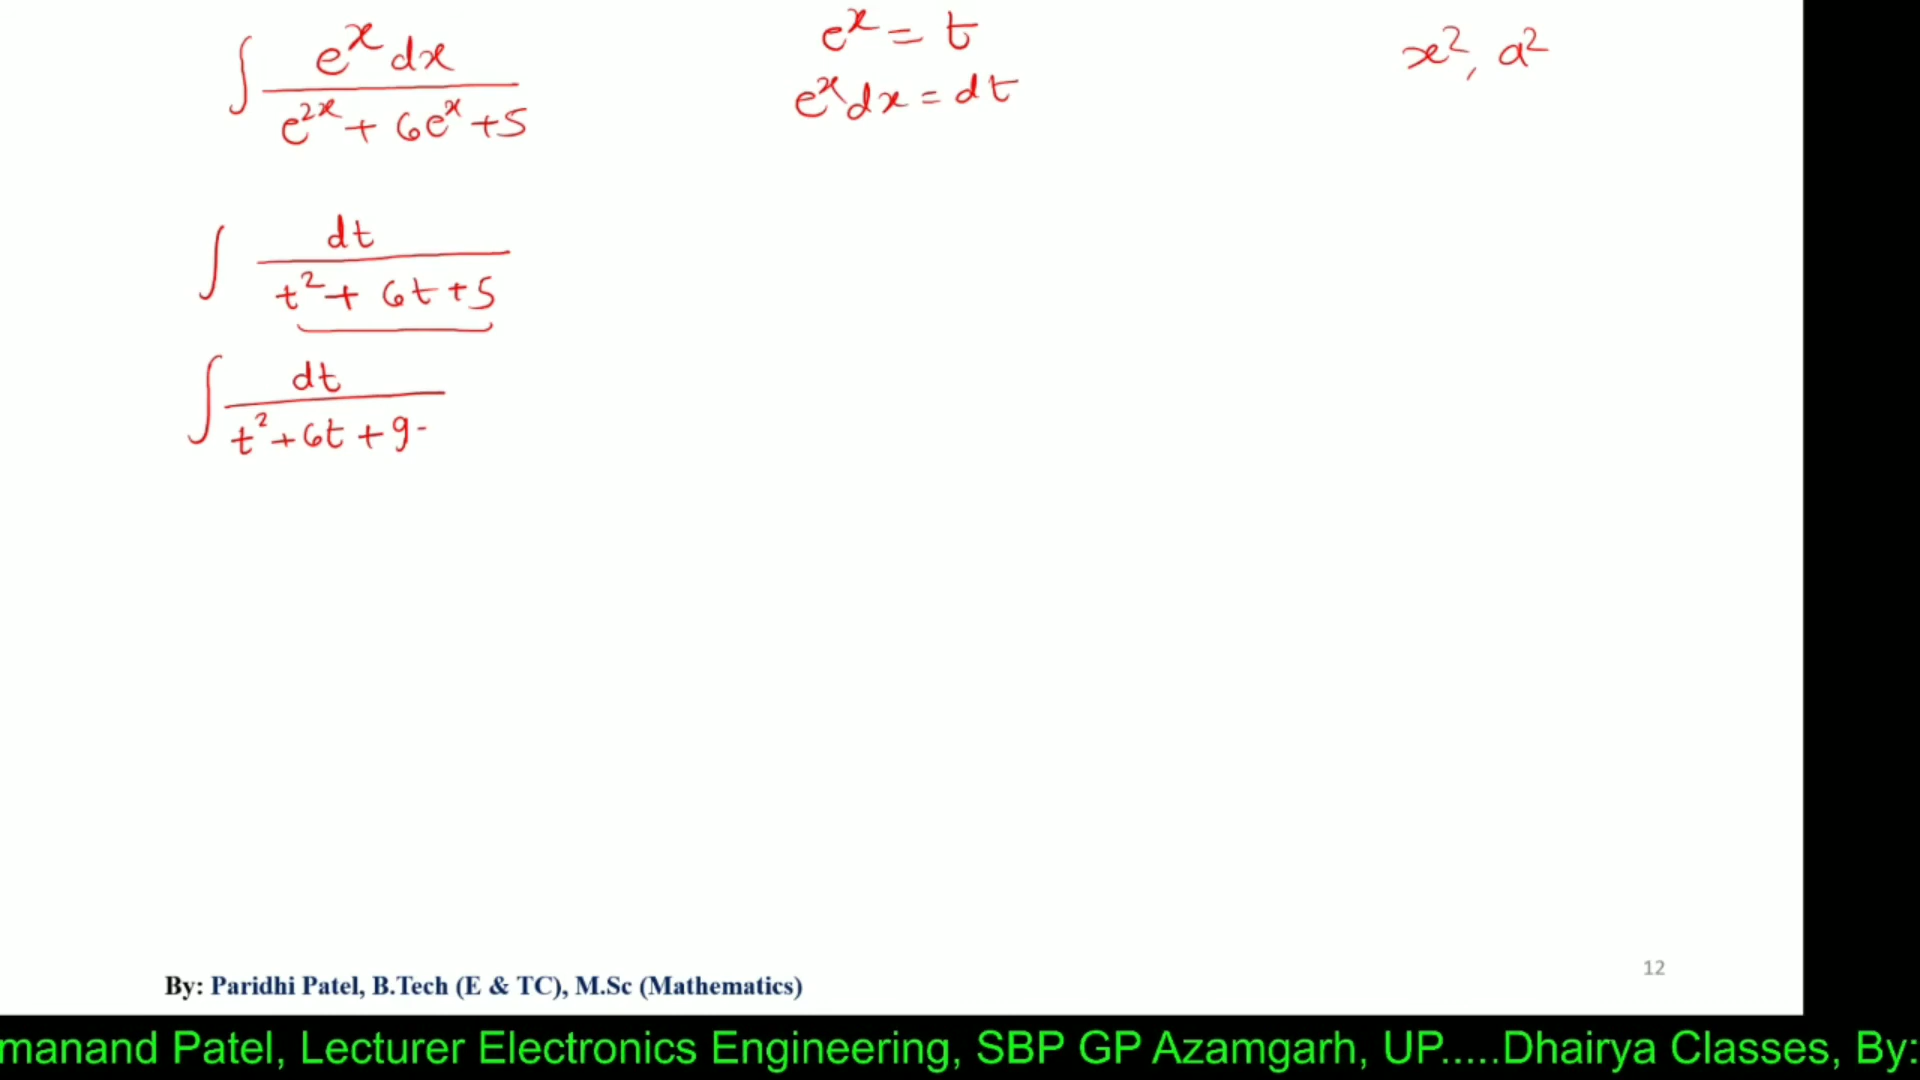 ∫ e^x dx / (e^2x + 6e^x + 5)
e^x = t
e^x dx = dt
x², a²
∫ dt / (t² + 6t + 5)
∫ dt / (t² + 6t + 9 -
12
By: Paridhi Patel, B.Tech (E & TC), M.Sc (Mathematics)
manand Patel, Lecturer Electronics Engineering, SBP GP Azamgarh, UP.....Dhairya Classes, By: